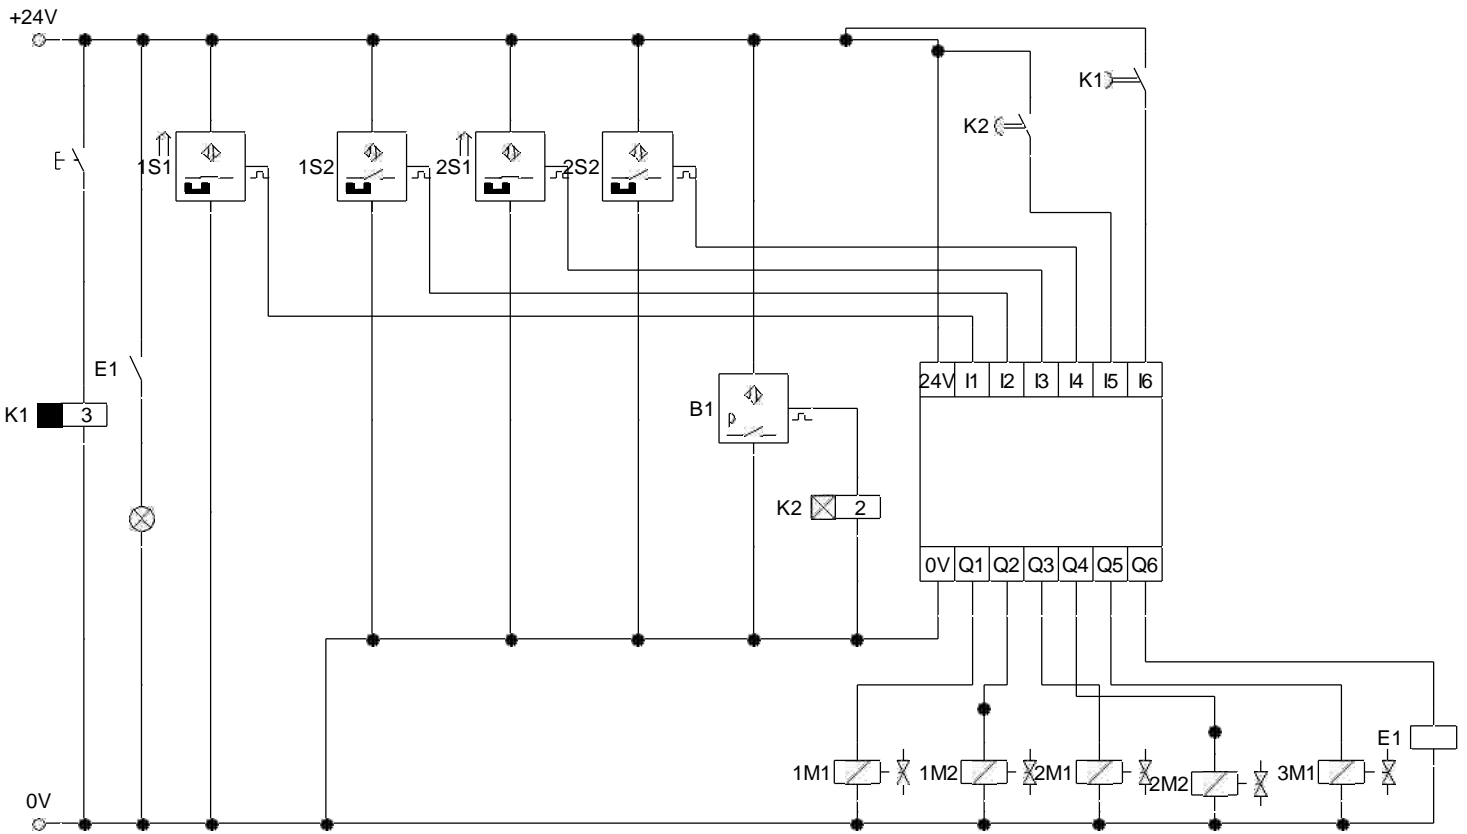 +24V
K1
K2
1S1
1S2
2S1
2S2
E1
24V I1 I2 I3 I4 I5 I6
K1 3
B1
p
K2 2
0V Q1 Q2 Q3 Q4 Q5 Q6
E1
1M1
1M2
2M1
2M2
3M1
0V